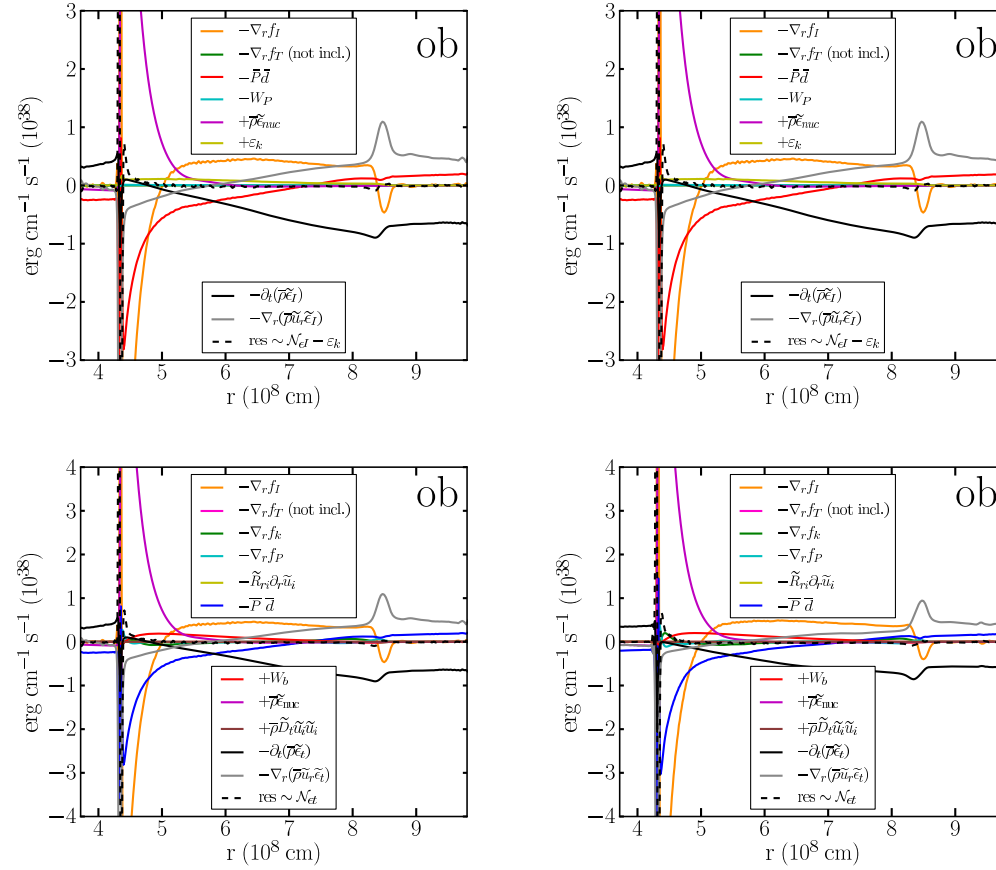 ob
−∇ᵣf_I
−∇ᵣf_T (not incl.)
−P̅d̅
−W_P
+ρ̅ε̃_nuc
+ε_k
−∂ₜ(ρ̅ε̃_I)
−∇ᵣ(ρ̅ũᵣε̃_I)
res ∼ 𝒩_εI − ε_k
3
2
1
0
−1
−2
−3
erg cm⁻¹ s⁻¹ (10³⁸)
4 5 6 7 8 9
r (10⁸ cm)
ob
−∇ᵣf_I
−∇ᵣf_T (not incl.)
−P̅d̅
−W_P
+ρ̅ε̃_nuc
+ε_k
−∂ₜ(ρ̅ε̃_I)
−∇ᵣ(ρ̅ũᵣε̃_I)
res ∼ 𝒩_εI − ε_k
3
2
1
0
−1
−2
−3
erg cm⁻¹ s⁻¹ (10³⁸)
4 5 6 7 8 9
r (10⁸ cm)
ob
−∇ᵣf_I
−∇ᵣf_T (not incl.)
−∇ᵣf_k
−∇ᵣf_P
−R̃_ri∂ᵣũ_i
−P̅ d̅
+W_b
+ρ̅ε̃_nuc
+ρ̅D̃ₜũ_iũ_i
−∂ₜ(ρ̅ε̃ₜ)
−∇ᵣ(ρ̅ũᵣε̃ₜ)
res ∼ 𝒩_εt
4
3
2
1
0
−1
−2
−3
−4
erg cm⁻¹ s⁻¹ (10³⁸)
4 5 6 7 8 9
r (10⁸ cm)
ob
−∇ᵣf_I
−∇ᵣf_T (not incl.)
−∇ᵣf_k
−∇ᵣf_P
−R̃_ri∂ᵣũ_i
−P̅ d̅
+W_b
+ρ̅ε̃_nuc
+ρ̅D̃ₜũ_iũ_i
−∂ₜ(ρ̅ε̃ₜ)
−∇ᵣ(ρ̅ũᵣε̃ₜ)
res ∼ 𝒩_εt
4
3
2
1
0
−1
−2
−3
−4
erg cm⁻¹ s⁻¹ (10³⁸)
4 5 6 7 8 9
r (10⁸ cm)